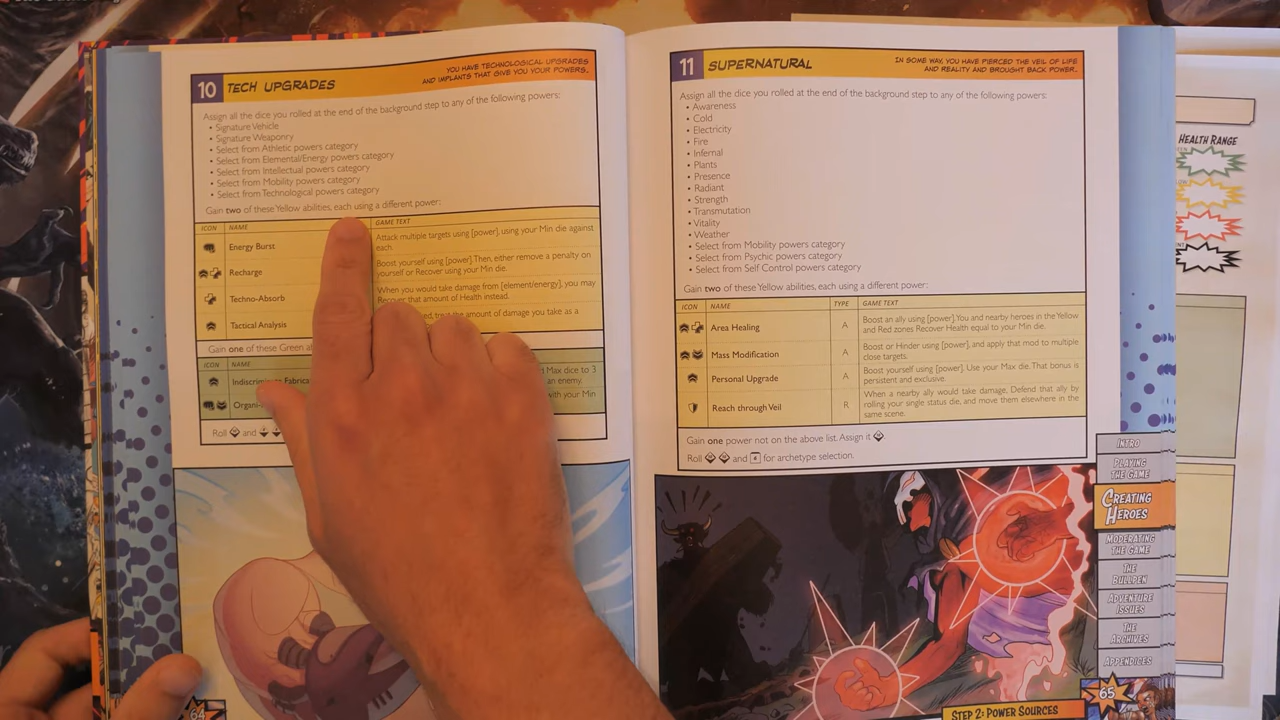 10 TECH UPGRADES
YOU HAVE TECHNOLOGICAL UPGRADES
AND IMPLANTS THAT GIVE YOU YOUR POWERS...
Assign all the dice you rolled at the end of the background step to any of the following powers:
• Signature Vehicle
• Signature Weaponry
• Select from Athletic powers category
• Select from Elemental/Energy powers category
• Select from Intellectual powers category
• Select from Mobility powers category
• Select from Technological powers category
Gain two of these Yellow abilities, each using a different power:
ICON NAME GAME TEXT
Energy Burst Attack multiple targets using [power], using your Min die against
each.
Recharge Boost yourself using [power]. Then, either remove a penalty on
yourself or Recover using your Min die.
Techno-Absorb When you would take damage from [element/energy], you may
Recover that amount of Health instead.
Tactical Analysis amount of damage you take as a
Gain one of these Green
ICON NAME
Max dice to 3
an enemy.
with your Min
Roll and
64
11 SUPERNATURAL
IN SOME WAY, YOU HAVE PIERCED THE VEIL OF LIFE
AND REALITY AND BROUGHT BACK POWER...
Assign all the dice you rolled at the end of the background step to any of the following powers:
• Awareness
• Cold
• Electricity
• Fire
• Infernal
• Plants
• Presence
• Radiant
• Strength
• Transmutation
• Vitality
• Weather
• Select from Mobility powers category
• Select from Psychic powers category
• Select from Self Control powers category
Gain two of these Yellow abilities, each using a different power:
ICON NAME TYPE GAME TEXT
Area Healing A Boost an ally using [power]. You and nearby heroes in the Yellow
and Red zones Recover Health equal to your Min die.
Mass Modification A Boost or Hinder using [power], and apply that mod to multiple
close targets.
Personal Upgrade A Boost yourself using [power]. Use your Max die. That bonus is
persistent and exclusive.
Reach through Veil R When a nearby ally would take damage, Defend that ally by
rolling your single status die, and move them elsewhere in the
same scene.
Gain one power not on the above list. Assign it
Roll and for archetype selection.
INTRO
PLAYING
THE GAME
CREATING
HEROES
MODERATING
THE GAME
THE
BULLPEN
ADVENTURE
ISSUES
THE
ARCHIVES
APPENDICES
STEP 2: POWER SOURCES
65
HEALTH RANGE